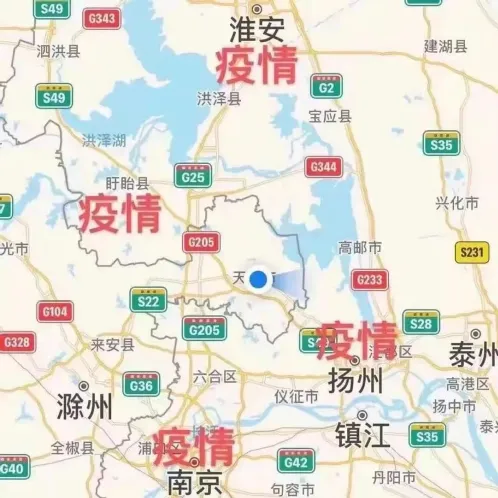 S49
G343
淮安
泗洪县
疫情
建湖县
S49
洪泽县
G2
宝应县
洪泽湖
S35
G344
盱眙县
G25
疫情
兴化市
G205
高邮市
光市
S231
天
G233
S22
G104
G205
疫情
S28
G328
来安县
泰州
六合区
扬州
高港区
G36
仪征市
滁州
扬中市
镇江
S35
全椒县
疫情
G42
G40
南京
丹阳市
句容市